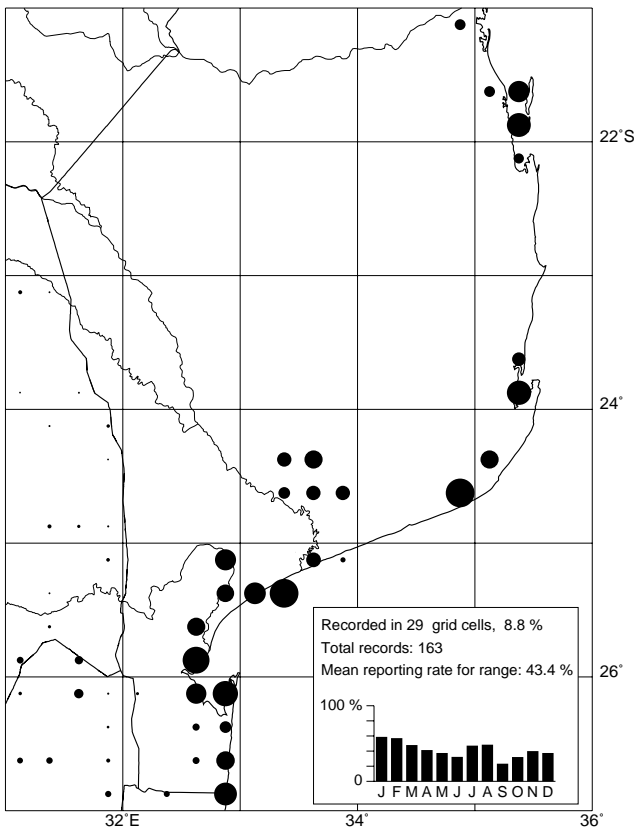 22˚S
24˚
Recorded in 29 grid cells, 8.8 %
Total records: 163
Mean reporting rate for range: 43.4 %
26˚
100 %
0
J F M A M J J A S O N D
32˚E
34˚
36˚